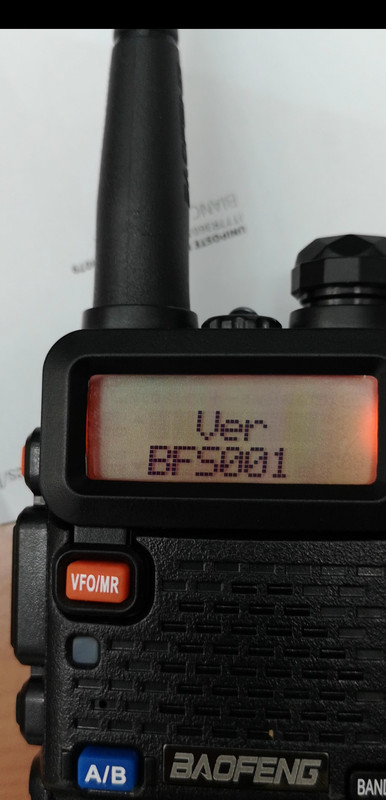 Ver
BFS001
VFO/MR
A/B
BAOFENG
BAND